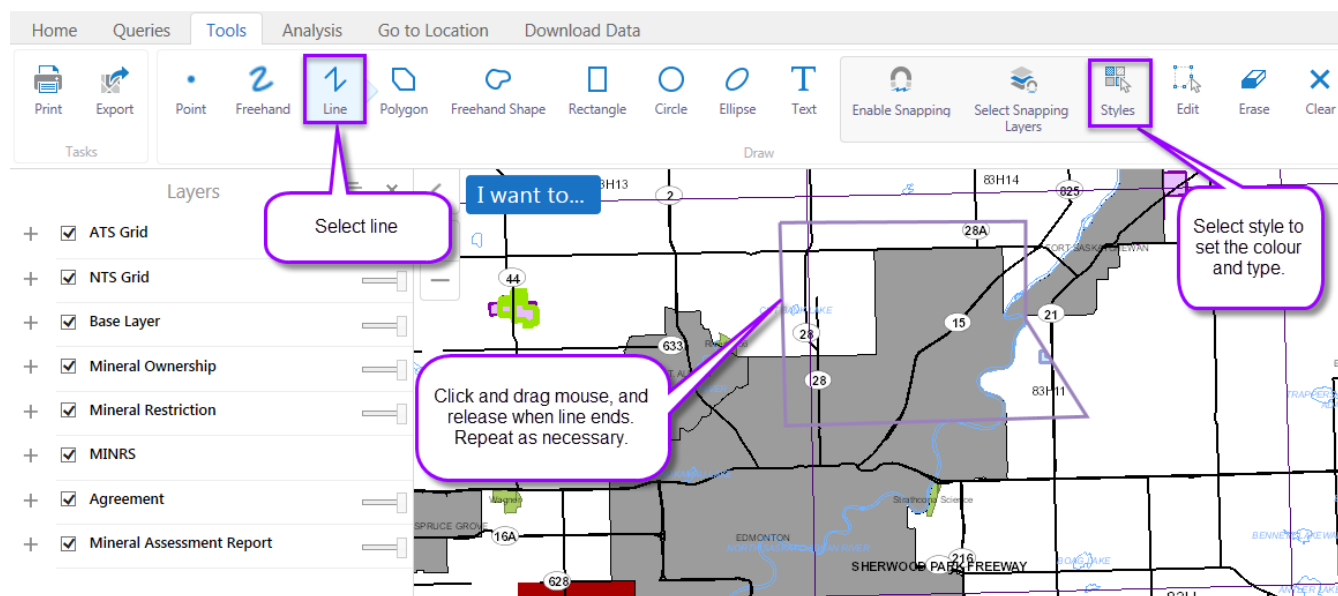 Home Queries Tools Analysis Go to Location Download Data
Print Export Point Freehand Line Polygon Freehand Shape Rectangle Circle Ellipse Text Enable Snapping Select Snapping Layers Styles Edit Erase Clear
Tasks Draw
Layers
I want to...
Select line
Select style to
set the colour
and type.
ATS Grid
NTS Grid
Base Layer
Mineral Ownership
Mineral Restriction
MINRS
Agreement
Mineral Assessment Report
Click and drag mouse, and
release when line ends.
Repeat as necessary.
H13
2
83H14
825
28A
44
28
15
21
633
28
83H11
Strathcona Science
SPRUCE GROVE
16A
EDMONTON
216
SHERWOOD PARK FREEWAY
628